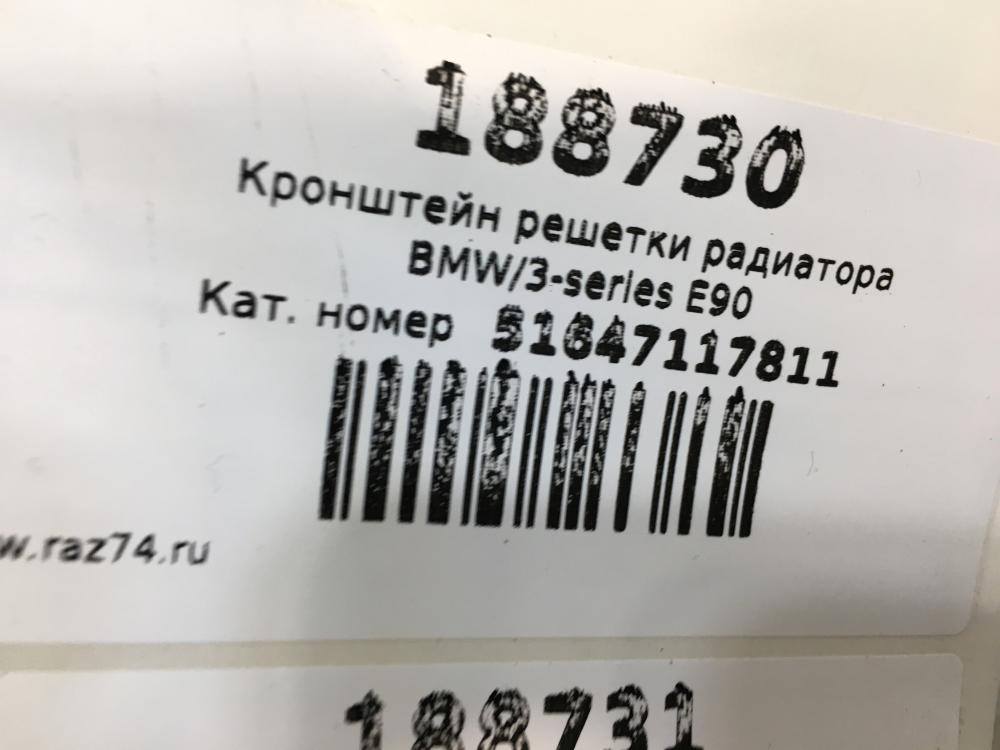 188730
Кронштейн решетки радиатора
BMW/3-series E90
Кат. номер 51647117811
w.raz74.ru
188731